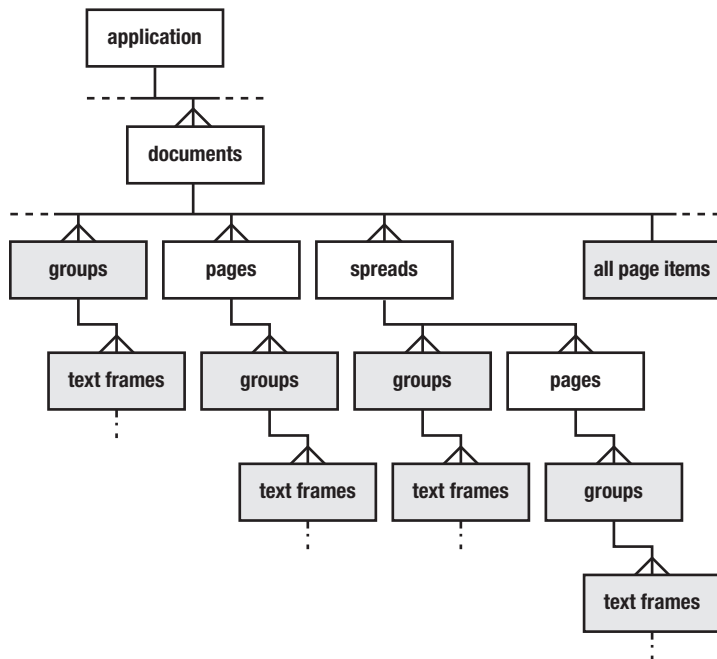 application
documents
groups
pages
spreads
all page items
text frames
groups
groups
pages
text frames
text frames
groups
text frames